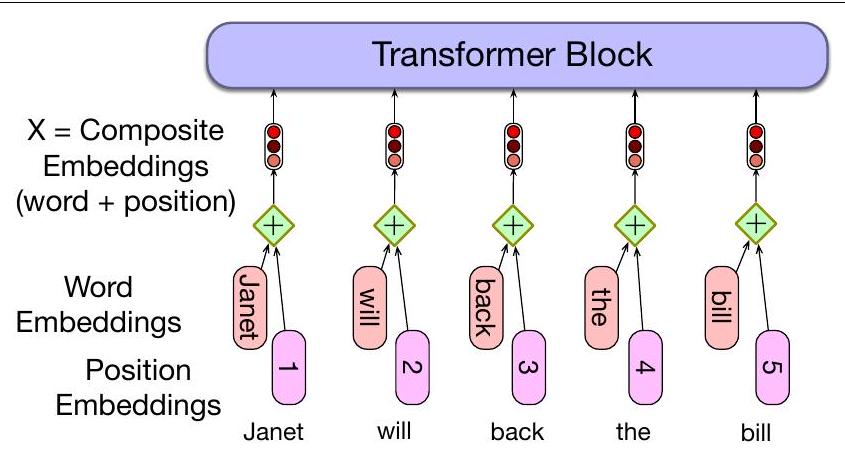 Transformer Block
X = Composite
Embeddings
(word + position)
+ + + + +
Word
Embeddings
Janet will back the bill
Position
Embeddings
1 2 3 4 5
Janet will back the bill